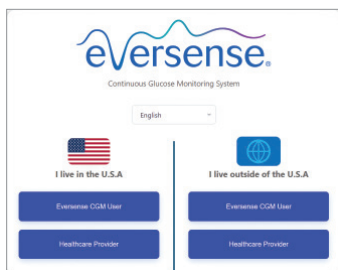 eversense®
Continuous Glucose Monitoring System
English
I live in the U.S.A
Eversense CGM User
Healthcare Provider
I live outside of the U.S.A
Eversense CGM User
Healthcare Provider